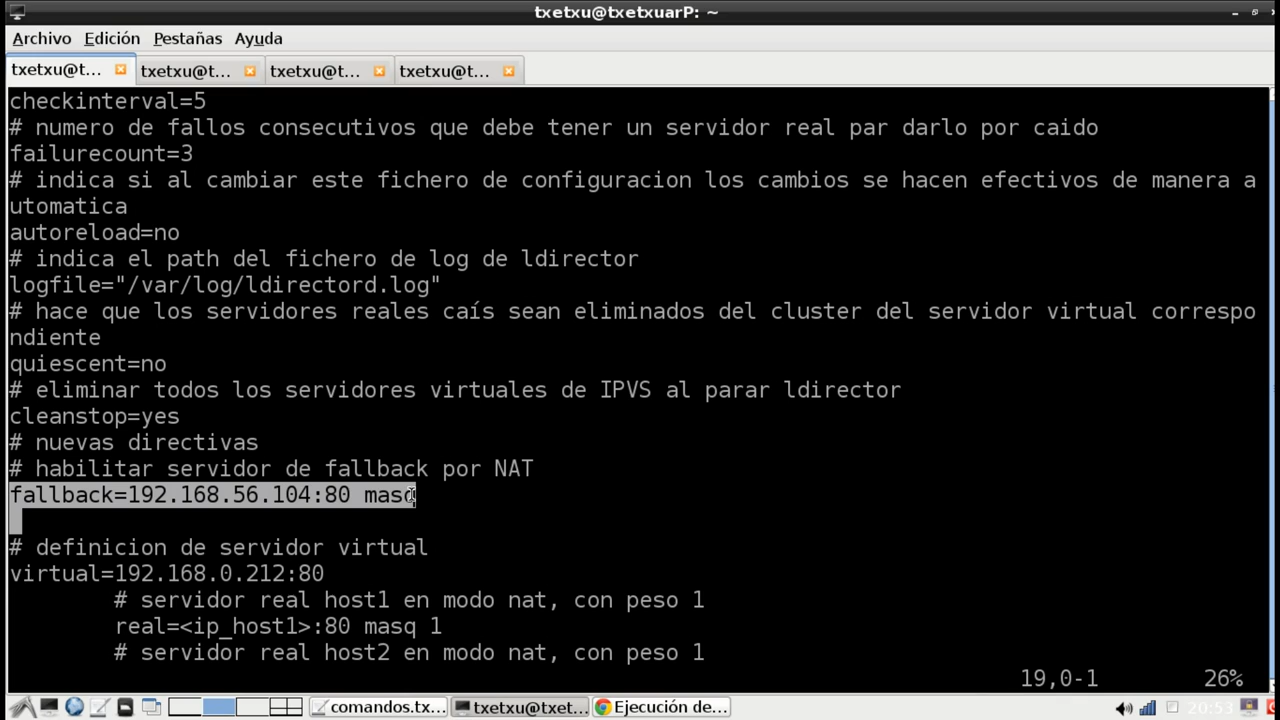 txetxu@txetxuarP: ~
Archivo Edición Pestañas Ayuda
txetxu@t... txetxu@t... txetxu@t... txetxu@t...
checkinterval=5
# numero de fallos consecutivos que debe tener un servidor real par darlo por caido
failurecount=3
# indica si al cambiar este fichero de configuracion los cambios se hacen efectivos de manera a
utomatica
autoreload=no
# indica el path del fichero de log de ldirector
logfile="/var/log/ldirectord.log"
# hace que los servidores reales caís sean eliminados del cluster del servidor virtual correspo
ndiente
quiescent=no
# eliminar todos los servidores virtuales de IPVS al parar ldirector
cleanstop=yes
# nuevas directivas
# habilitar servidor de fallback por NAT
fallback=192.168.56.104:80 masq
# definicion de servidor virtual
virtual=192.168.0.212:80
# servidor real host1 en modo nat, con peso 1
real=<ip_host1>:80 masq 1
# servidor real host2 en modo nat, con peso 1
19,0-1 26%
comandos.tx... txetxu@txet... Ejecución de... 20:53